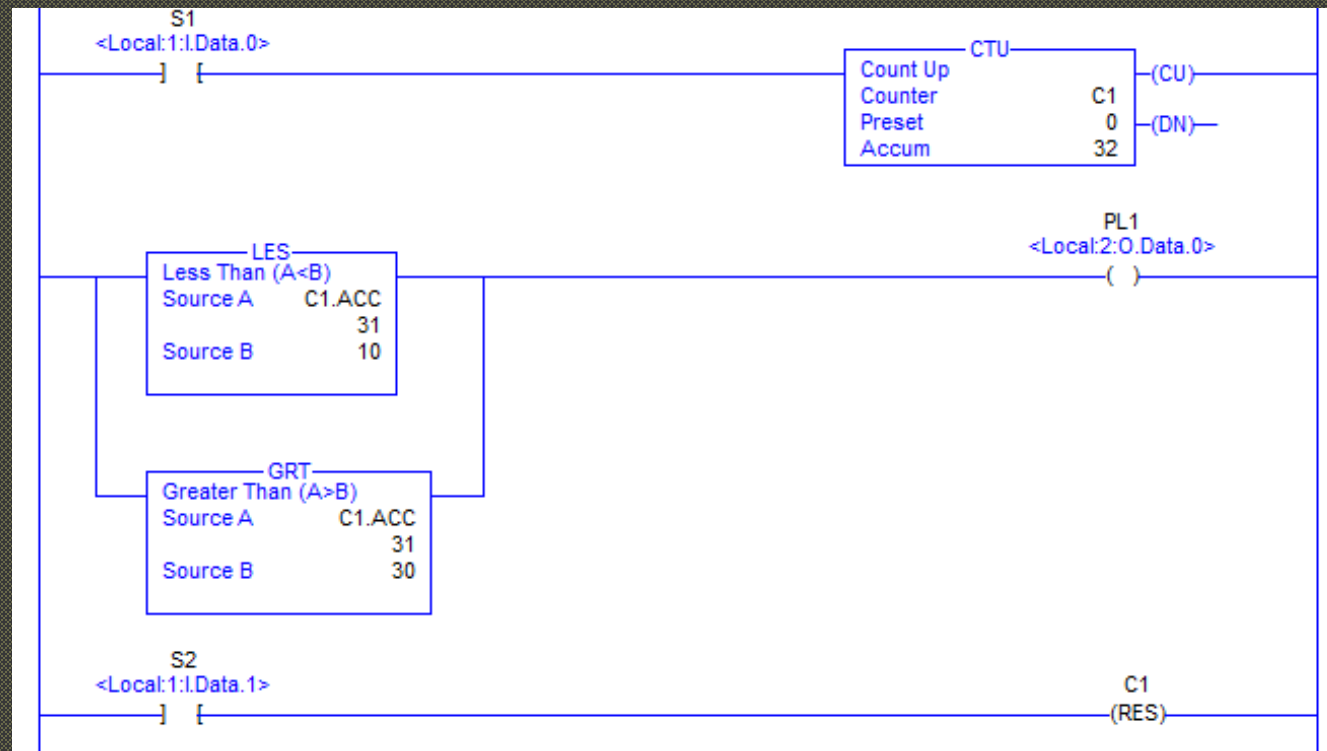 S1
<Local:1:I.Data.0>
] [
CTU
Count Up
Counter C1
Preset 0
Accum 32
(CU)
(DN)
PL1
<Local:2:O.Data.0>
( )
LES
Less Than (A<B)
Source A C1.ACC
31
Source B 10
GRT
Greater Than (A>B)
Source A C1.ACC
31
Source B 30
S2
<Local:1:I.Data.1>
] [
C1
(RES)